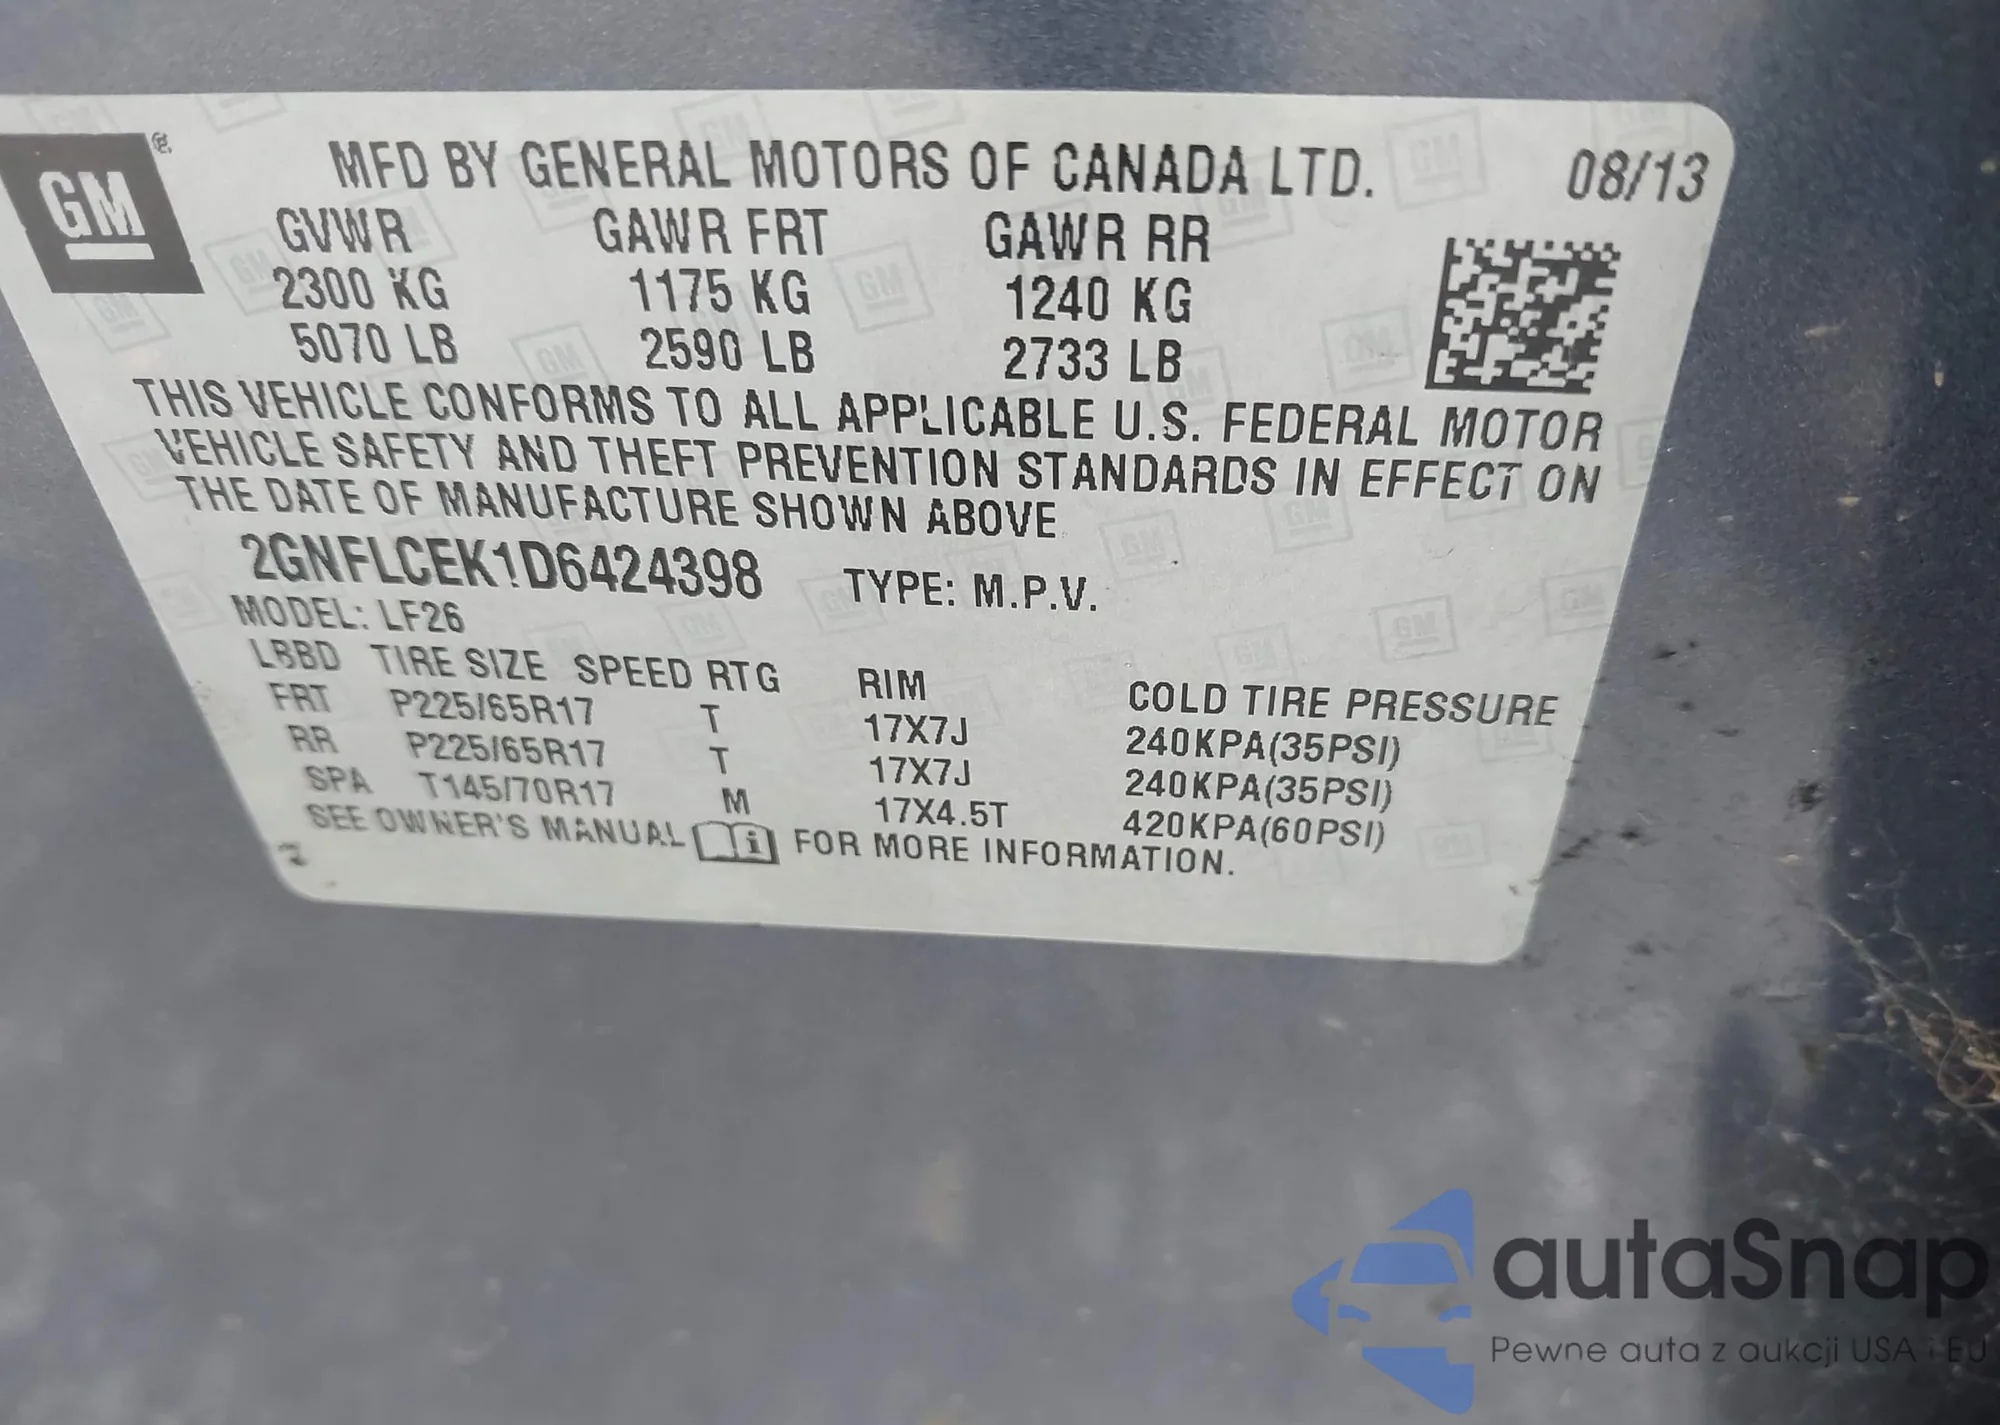 GM
MFD BY GENERAL MOTORS OF CANADA LTD. 08/13
GVWR GAWR FRT GAWR RR
2300 KG 1175 KG 1240 KG
5070 LB 2590 LB 2733 LB
THIS VEHICLE CONFORMS TO ALL APPLICABLE U.S. FEDERAL MOTOR
VEHICLE SAFETY AND THEFT PREVENTION STANDARDS IN EFFECT ON
THE DATE OF MANUFACTURE SHOWN ABOVE
2GNFLCEK1D6424398 TYPE: M.P.V.
MODEL: LF26
LBBD TIRE SIZE SPEED RTG RIM COLD TIRE PRESSURE
FRT P225/65R17 T 17X7J 240KPA(35PSI)
RR P225/65R17 T 17X7J 240KPA(35PSI)
SPA T145/70R17 M 17X4.5T 420KPA(60PSI)
SEE OWNER'S MANUAL i FOR MORE INFORMATION.
autaSnap
Pewne auta z aukcji USA i EU